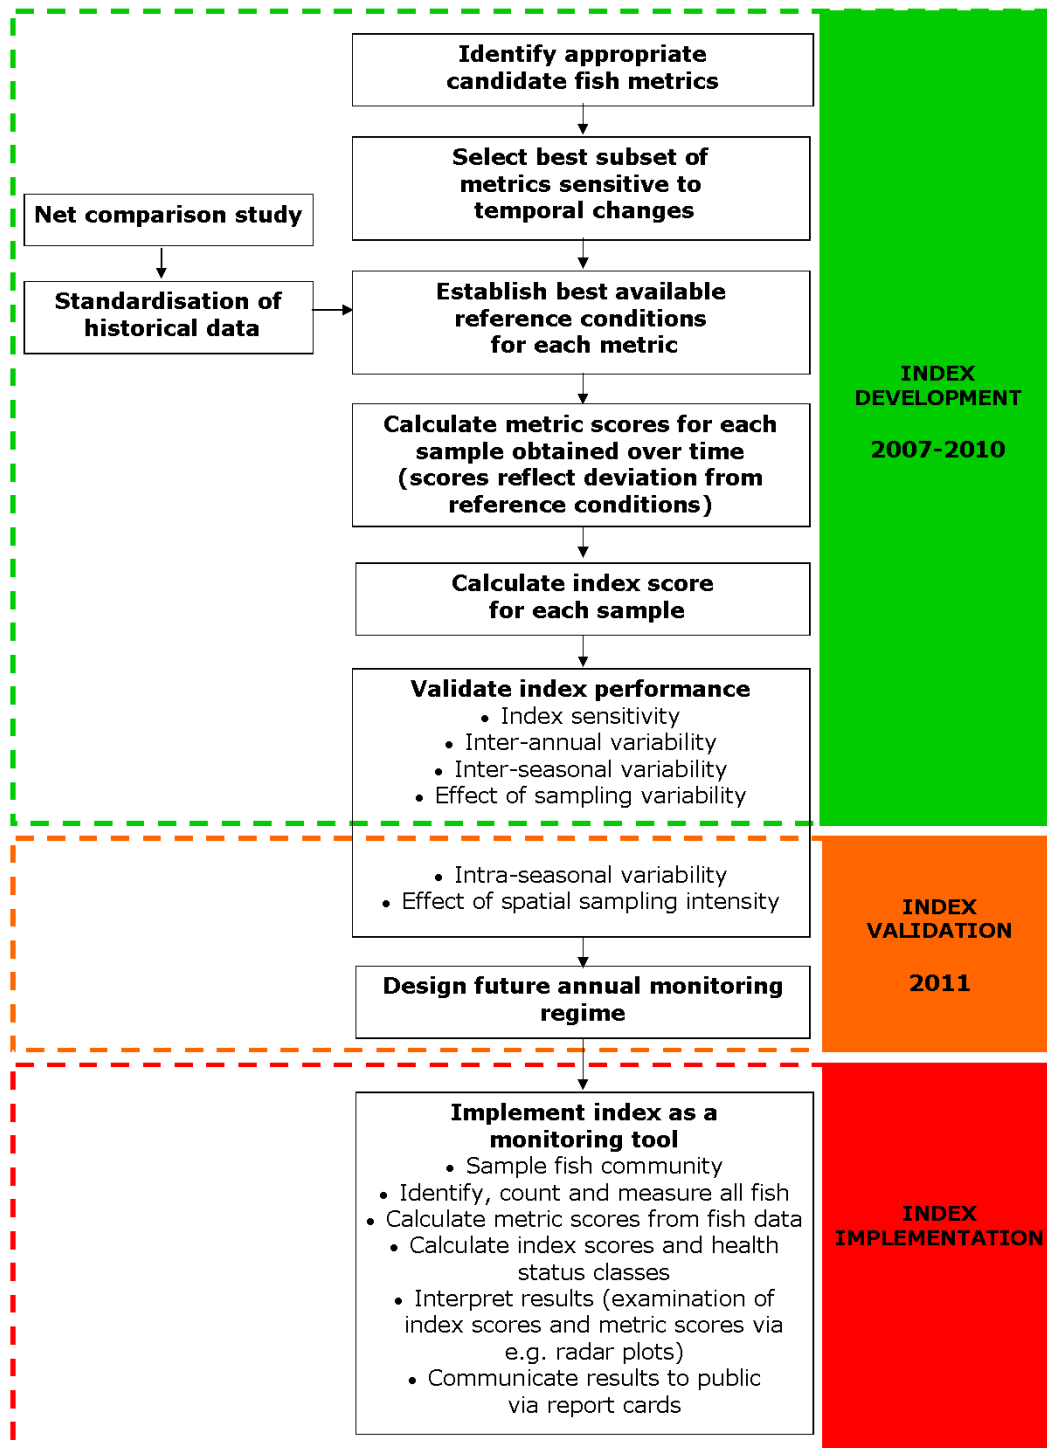 Identify appropriate
candidate fish metrics
Select best subset of
metrics sensitive to
temporal changes
Net comparison study
Standardisation of
historical data
Establish best available
reference conditions
for each metric
Calculate metric scores for each
sample obtained over time
(scores reflect deviation from
reference conditions)
Calculate index score
for each sample
Validate index performance
• Index sensitivity
• Inter-annual variability
• Inter-seasonal variability
• Effect of sampling variability
INDEX
DEVELOPMENT
2007-2010
• Intra-seasonal variability
• Effect of spatial sampling intensity
Design future annual monitoring
regime
INDEX
VALIDATION
2011
Implement index as a
monitoring tool
• Sample fish community
• Identify, count and measure all fish
• Calculate metric scores from fish data
• Calculate index scores and health
status classes
• Interpret results (examination of
index scores and metric scores via
e.g. radar plots)
• Communicate results to public
via report cards
INDEX
IMPLEMENTATION